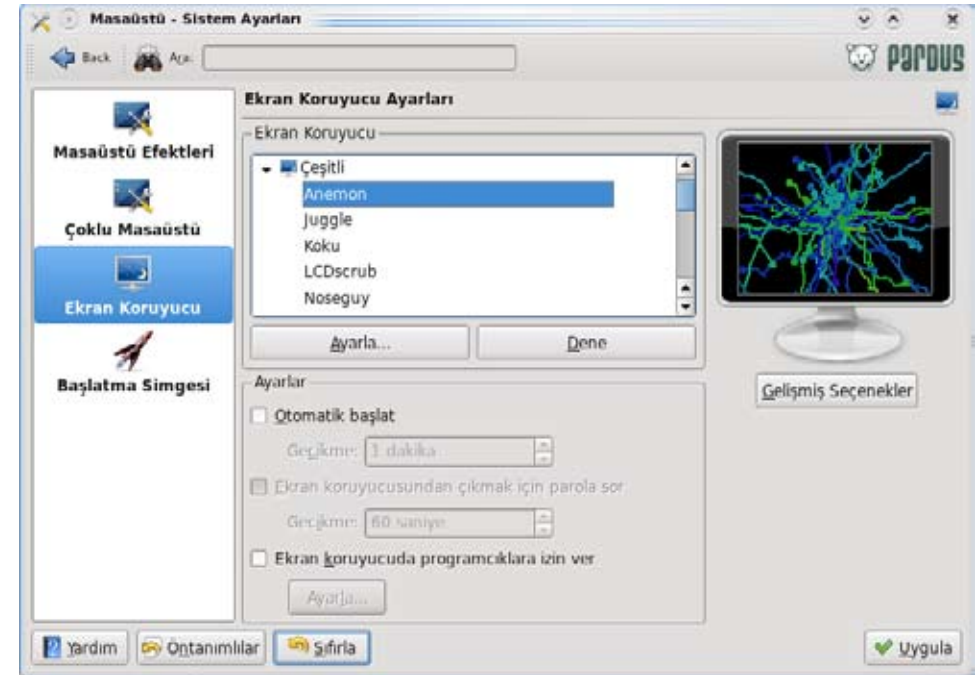 Masaüstü - Sistem Ayarları
Back
Ara:
PARDUS
Masaüstü Efektleri
Çoklu Masaüstü
Ekran Koruyucu
Başlatma Simgesi
Ekran Koruyucu Ayarları
Ekran Koruyucu
Çeşitli
Anemon
Juggle
Koku
LCDscrub
Noseguy
Ayarla...
Dene
Gelişmiş Seçenekler
Ayarlar
Otomatik başlat
Gecikme: 1 dakika
Ekran koruyucusundan çıkmak için parola sor
Gecikme: 60 saniye
Ekran koruyucuda programcıklara izin ver
Ayarla...
Yardım
Öntanımlılar
Sıfırla
Uygula